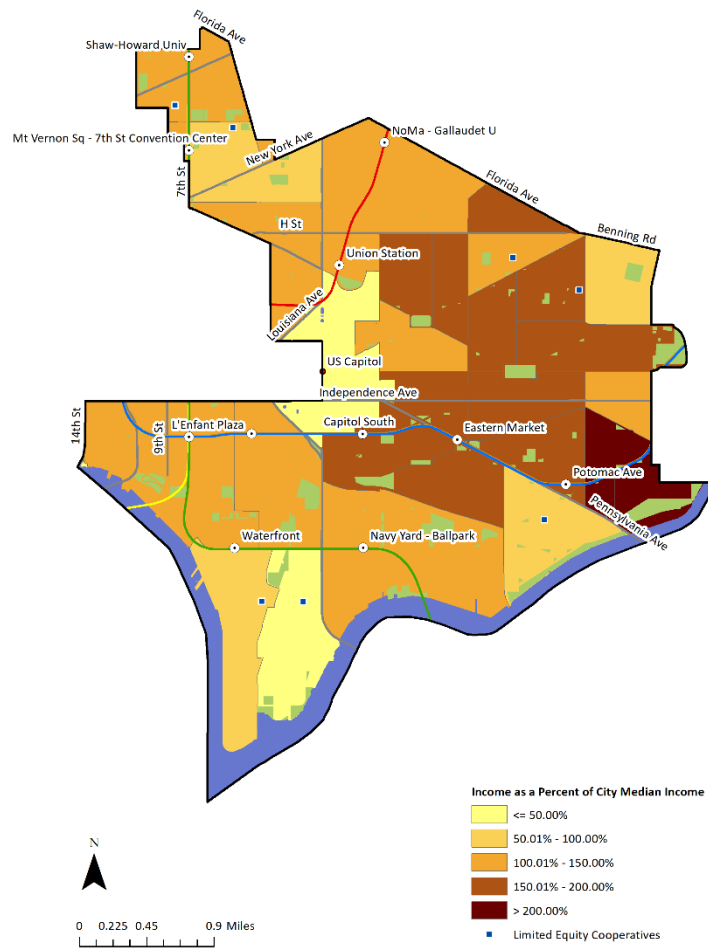 Florida Ave
Shaw-Howard Univ
Mt Vernon Sq - 7th St Convention Center
New York Ave
NoMa - Gallaudet U
7th St
Florida Ave
H St
Benning Rd
Union Station
Louisiana Ave
US Capitol
Independence Ave
14th St
9th St
L'Enfant Plaza
Capitol South
Eastern Market
Potomac Ave
Pennsylvania Ave
Waterfront
Navy Yard - Ballpark
Income as a Percent of City Median Income
<= 50.00%
50.01% - 100.00%
100.01% - 150.00%
150.01% - 200.00%
> 200.00%
Limited Equity Cooperatives
N
0 0.225 0.45 0.9 Miles